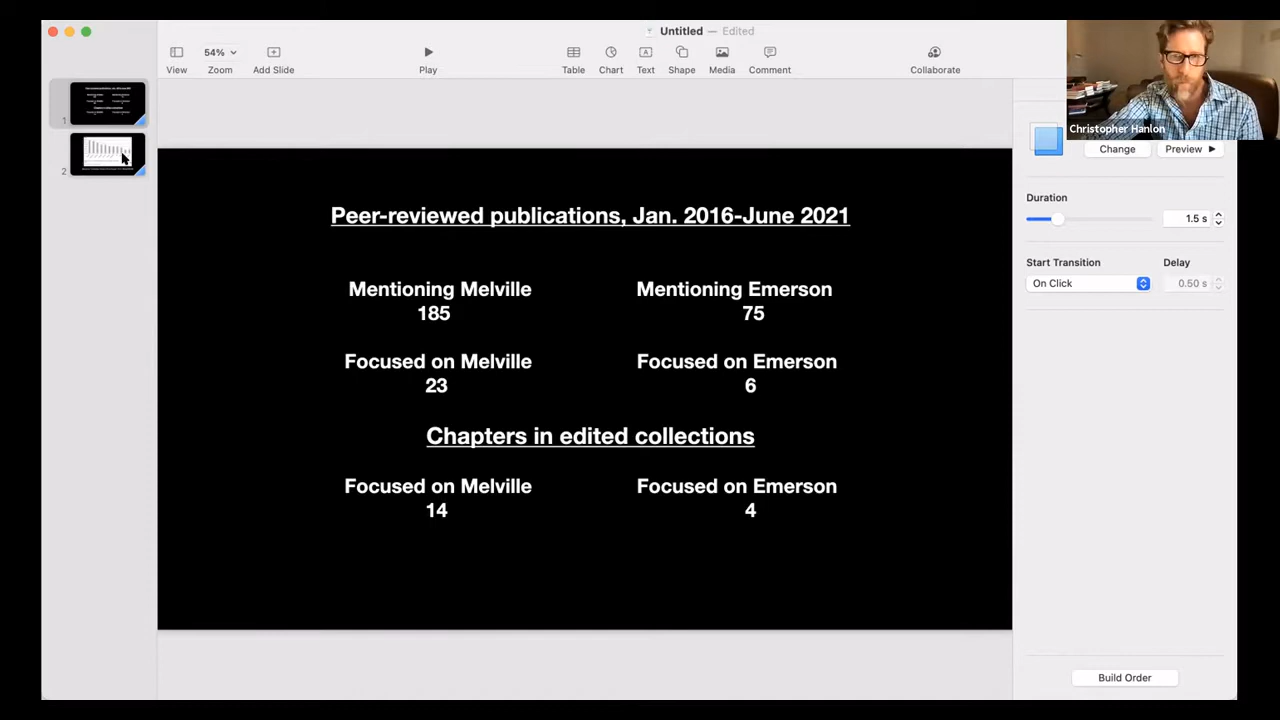 Untitled — Edited
54%
View
Zoom
Add Slide
Play
Table
Chart
Text
Shape
Media
Comment
Collaborate
Christopher Hanlon
1
2
Peer-reviewed publications, Jan. 2016-June 2021
Mentioning Melville
185
Mentioning Emerson
75
Focused on Melville
23
Focused on Emerson
6
Chapters in edited collections
Focused on Melville
14
Focused on Emerson
4
Change
Preview
Duration
1.5 s
Start Transition
Delay
On Click
0.50 s
Build Order